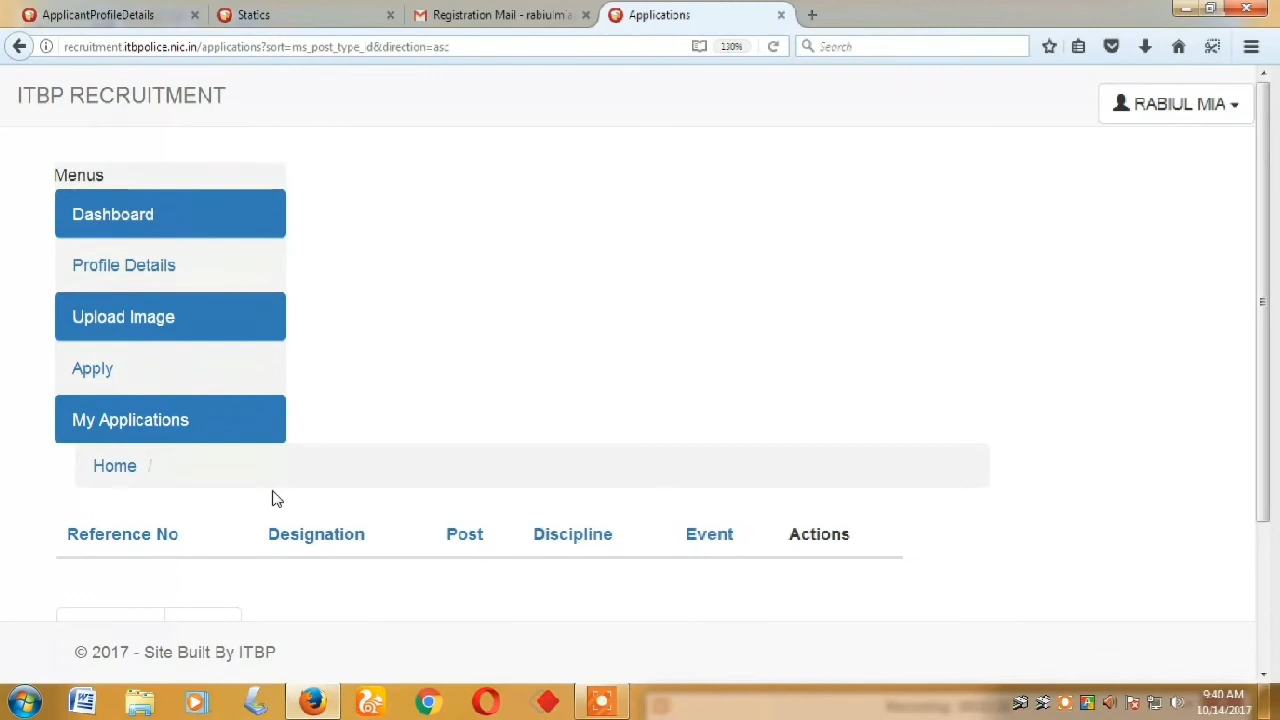 ApplicantProfileDetails
Statics
Registration Mail - rabiulmia
Applications
recruitment.itbpolice.nic.in/applications?sort=ms_post_type_id&direction=asc
130%
Search
ITBP RECRUITMENT
RABIUL MIA
Menus
Dashboard
Profile Details
Upload Image
Apply
My Applications
Home /
Reference No Designation Post Discipline Event Actions
© 2017 - Site Built By ITBP
9:40 AM
10/14/2017